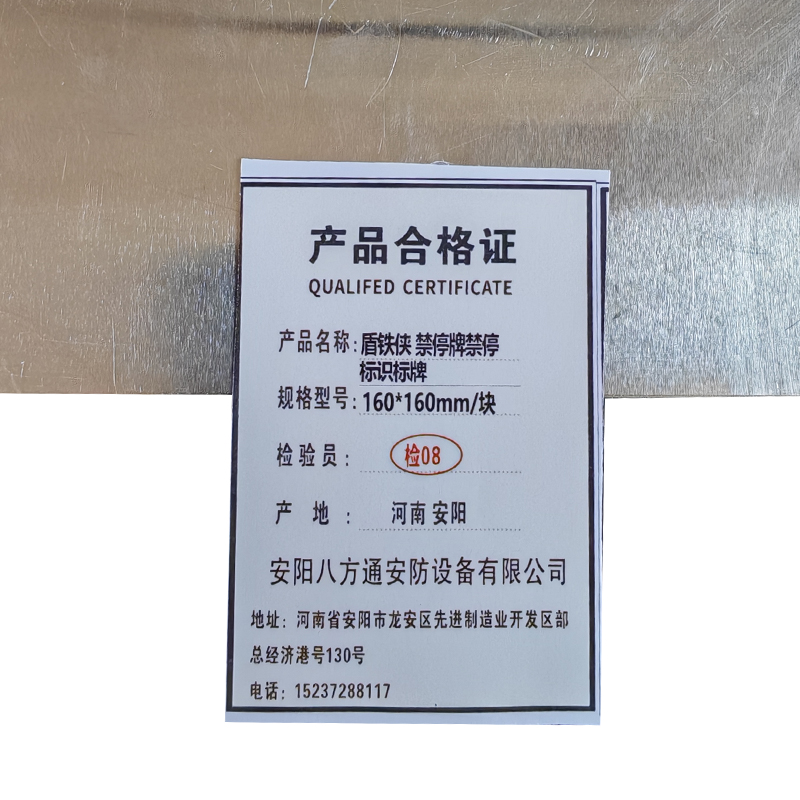 产品合格证
QUALIFED CERTIFICATE
产品名称：盾铁侠 禁停牌禁停
标识标牌
规格型号：160*160mm/块
检验员：检08
产地：河南 安阳
安阳八方通安防设备有限公司
地址：河南省安阳市龙安区先进制造业开发区部
总经济港号130号
电话：15237288117